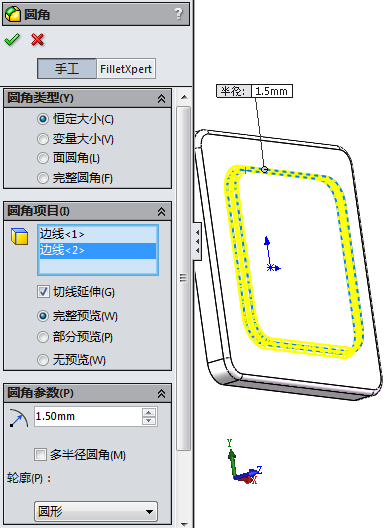 圆角
?
手工
FilletXpert
圆角类型(Y)
恒定大小(C)
变量大小(V)
面圆角(L)
完整圆角(F)
圆角项目(I)
边线<1>
边线<2>
切线延伸(G)
完整预览(W)
部分预览(P)
无预览(W)
圆角参数(P)
1.50mm
多半径圆角(M)
轮廓(P):
圆形
半径: 1.5mm
Y
Z
X